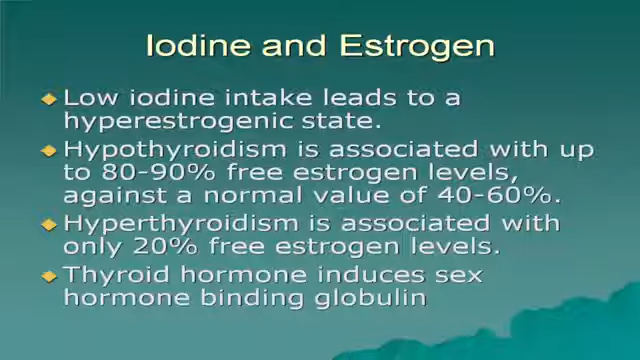 Iodine and Estrogen
Low iodine intake leads to a
hyperestrogenic state.
Hypothyroidism is associated with up
to 80-90% free estrogen levels,
against a normal value of 40-60%.
Hyperthyroidism is associated with
only 20% free estrogen levels.
Thyroid hormone induces sex
hormone binding globulin